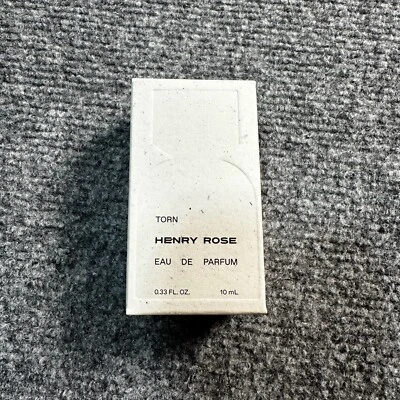 TORN
HENRY ROSE
EAU DE PARFUM
0.33 FL. OZ. 10 mL